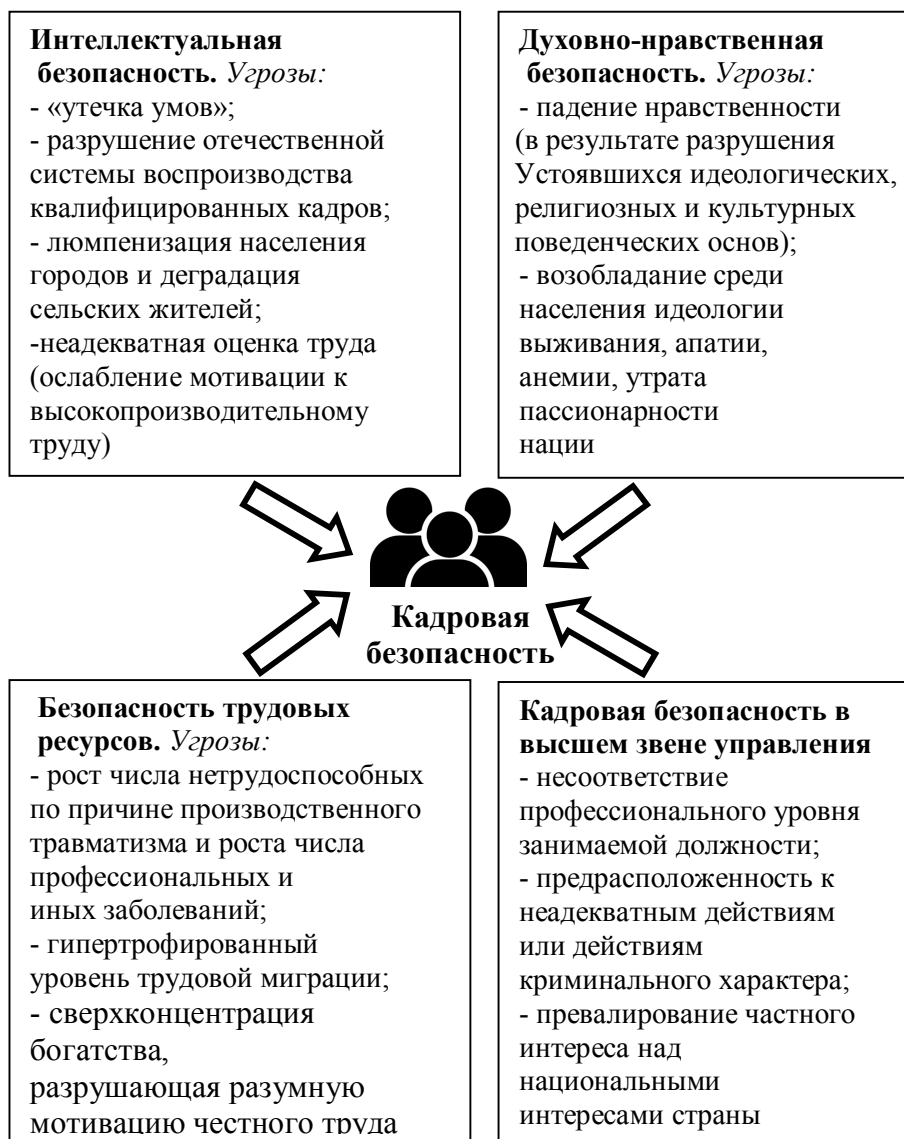 Интеллектуальная
безопасность. Угрозы:
- «утечка умов»;
- разрушение отечественной
системы воспроизводства
квалифицированных кадров;
- люмпенизация населения
городов и деградация
сельских жителей;
-неадекватная оценка труда
(ослабление мотивации к
высокопроизводительному
труду)
Духовно-нравственная
безопасность. Угрозы:
- падение нравственности
(в результате разрушения
Устоявшихся идеологических,
религиозных и культурных
поведенческих основ);
- возобладание среди
населения идеологии
выживания, апатии,
анемии, утрата
пассионарности
нации
Кадровая
безопасность
Безопасность трудовых
ресурсов. Угрозы:
- рост числа нетрудоспособных
по причине производственного
травматизма и роста числа
профессиональных и
иных заболеваний;
- гипертрофированный
уровень трудовой миграции;
- сверхконцентрация
богатства,
разрушающая разумную
мотивацию честного труда
Кадровая безопасность в
высшем звене управления
- несоответствие
профессионального уровня
занимаемой должности;
- предрасположенность к
неадекватным действиям
или действиям
криминального характера;
- превалирование частного
интереса над
национальными
интересами страны